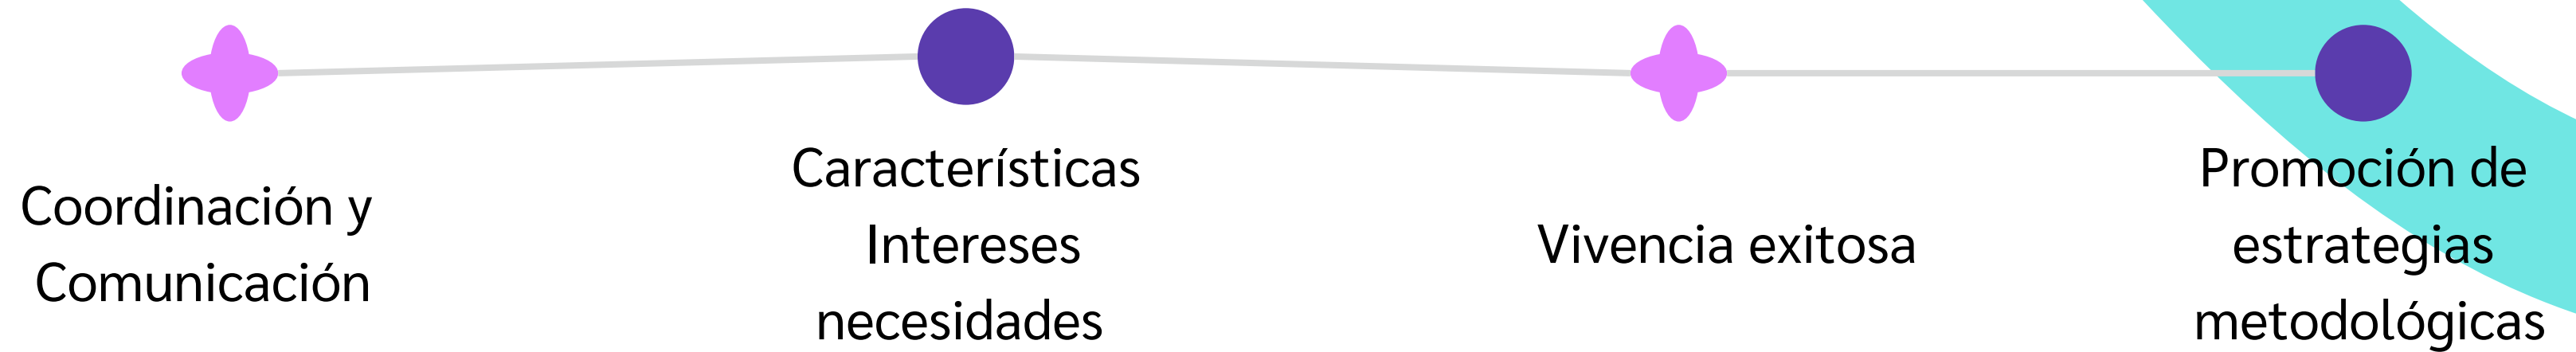 Coordinación y
Comunicación
Características
Intereses
necesidades
Vivencia exitosa
Promoción de
estrategias
metodológicas